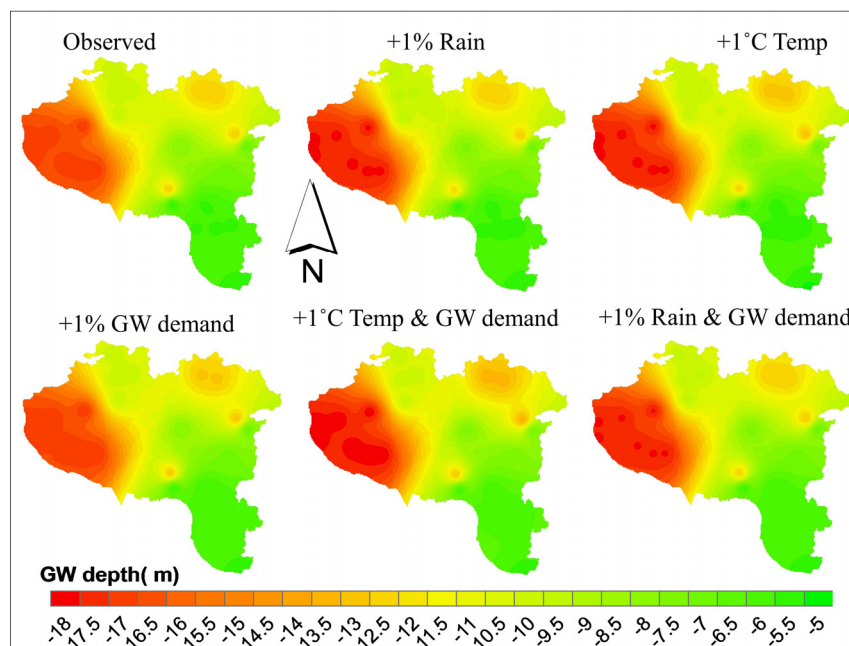 Observed
+1% Rain
+1˚C Temp
N
+1% GW demand
+1˚C Temp & GW demand
+1% Rain & GW demand
GW depth( m)
-18 -17.5 -17 -16.5 -16 -15.5 -15 -14.5 -14 -13.5 -13 -12.5 -12 -11.5 -11 -10.5 -10 -9.5 -9 -8.5 -8 -7.5 -7 -6.5 -6 -5.5 -5